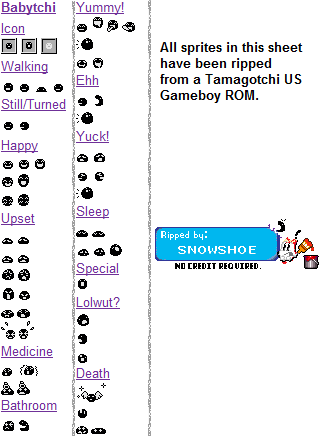 Babytchi
Icon
Walking
Still/Turned
Happy
Upset
Medicine
Bathroom
Yummy!
Ehh
Yuck!
Sleep
Special
Lolwut?
Death
All sprites in this sheet
have been ripped
from a Tamagotchi US
Gameboy ROM.
Ripped by:
SNOWSHOE
NO CREDIT REQUIRED.